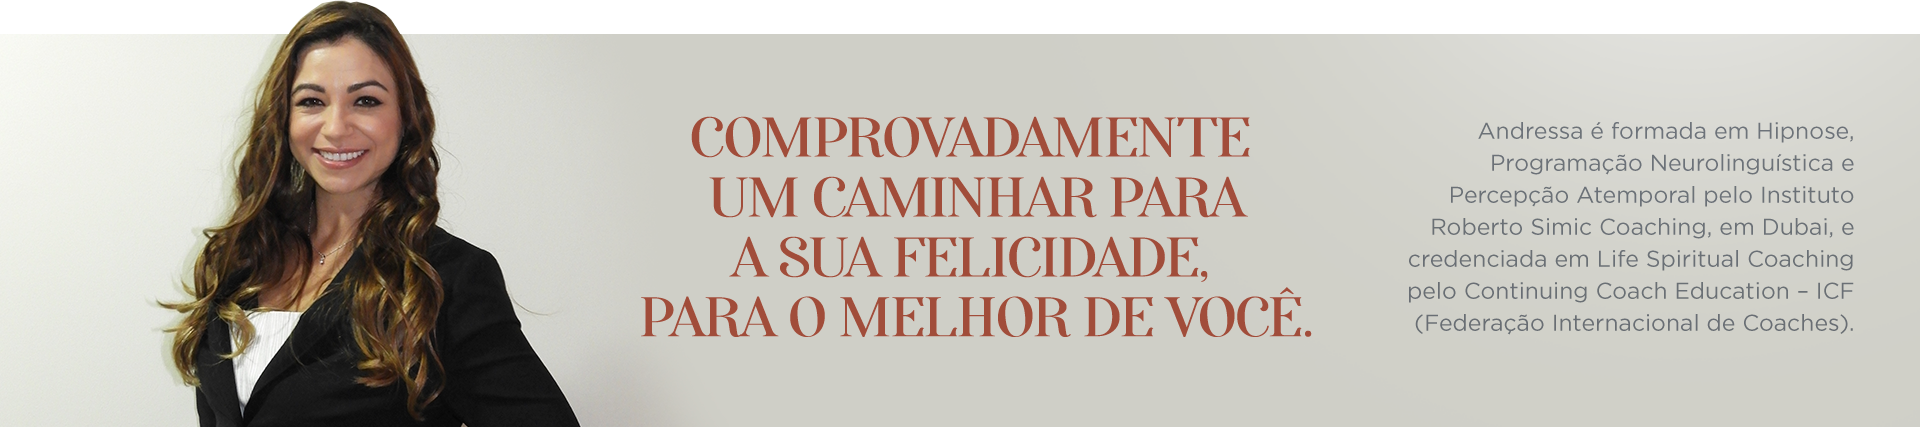 COMPROVADAMENTE
UM CAMINHAR PARA
A SUA FELICIDADE,
PARA O MELHOR DE VOCÊ.
Andressa é formada em Hipnose,
Programação Neurolinguística e
Percepção Atemporal pelo Instituto
Roberto Simic Coaching, em Dubai, e
credenciada em Life Spiritual Coaching
pelo Continuing Coach Education – ICF
(Federação Internacional de Coaches).